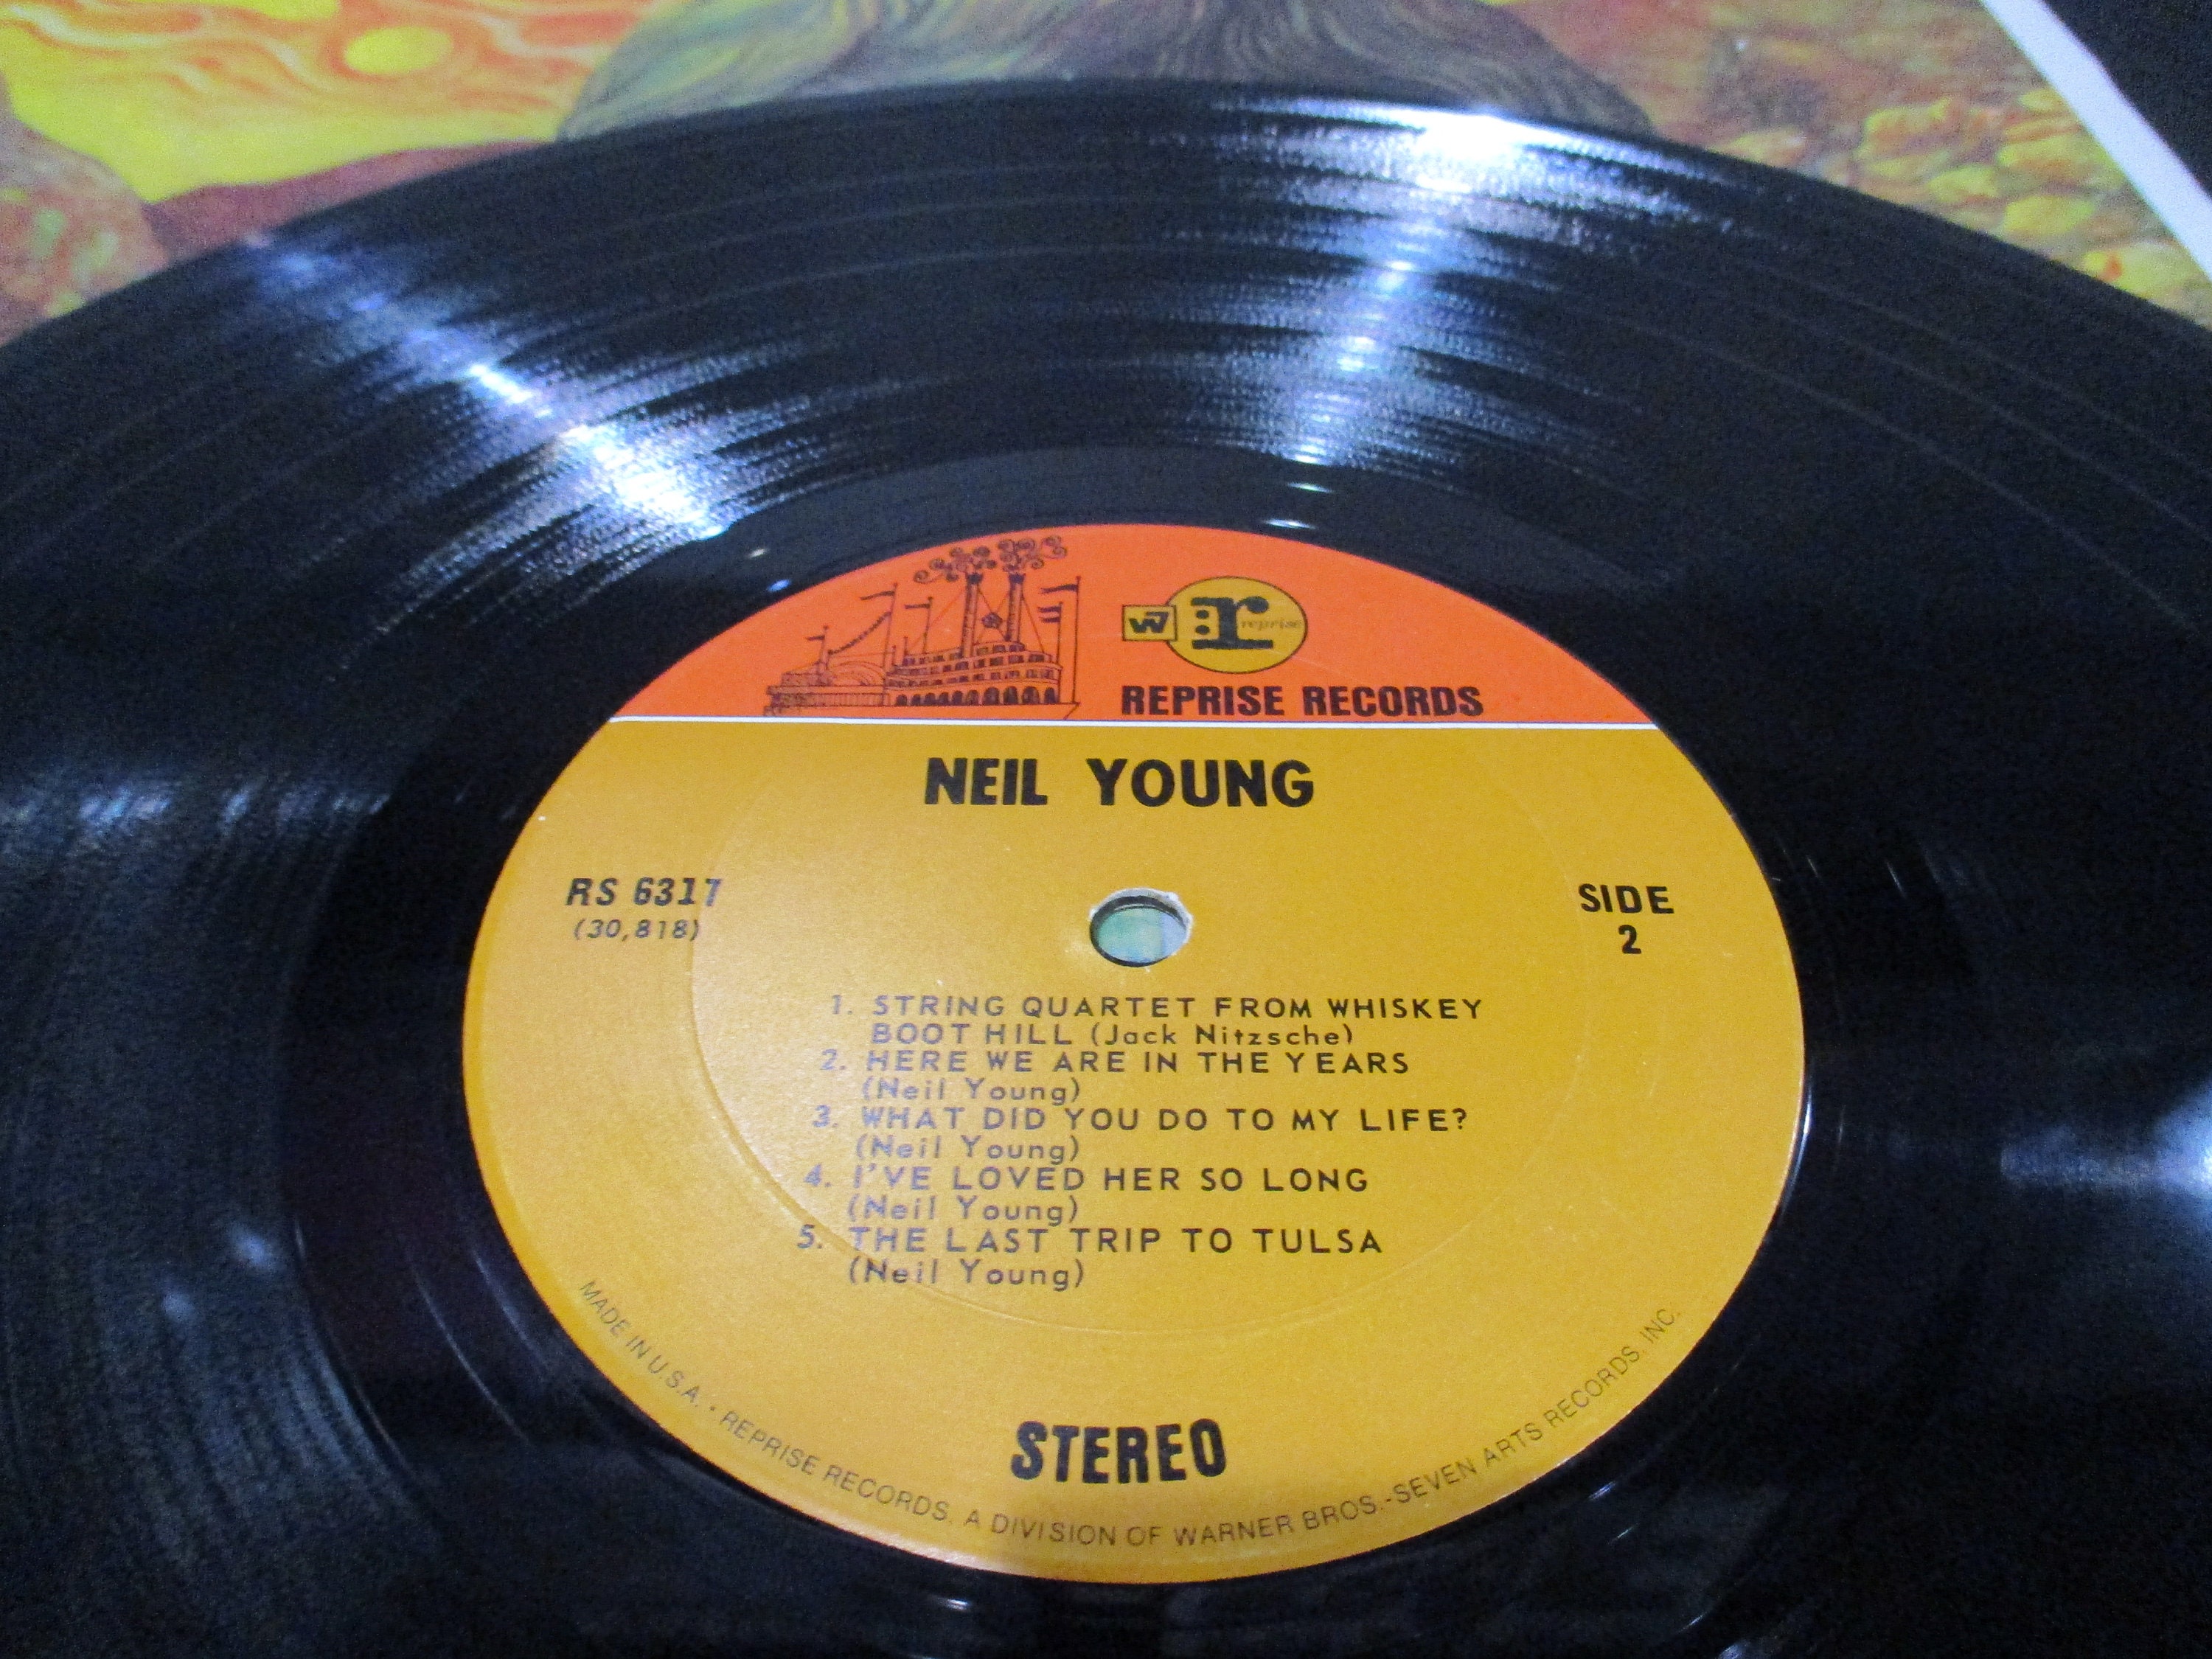 W7 r reprise
REPRISE RECORDS
NEIL YOUNG
RS 6317
(30,818)
SIDE
2
1. STRING QUARTET FROM WHISKEY
BOOT HILL (Jack Nitzsche)
2. HERE WE ARE IN THE YEARS
(Neil Young)
3. WHAT DID YOU DO TO MY LIFE?
(Neil Young)
4. I'VE LOVED HER SO LONG
(Neil Young)
5. THE LAST TRIP TO TULSA
(Neil Young)
STEREO
MADE IN U.S.A. • REPRISE RECORDS, A DIVISION OF WARNER BROS.-SEVEN ARTS RECORDS, INC.